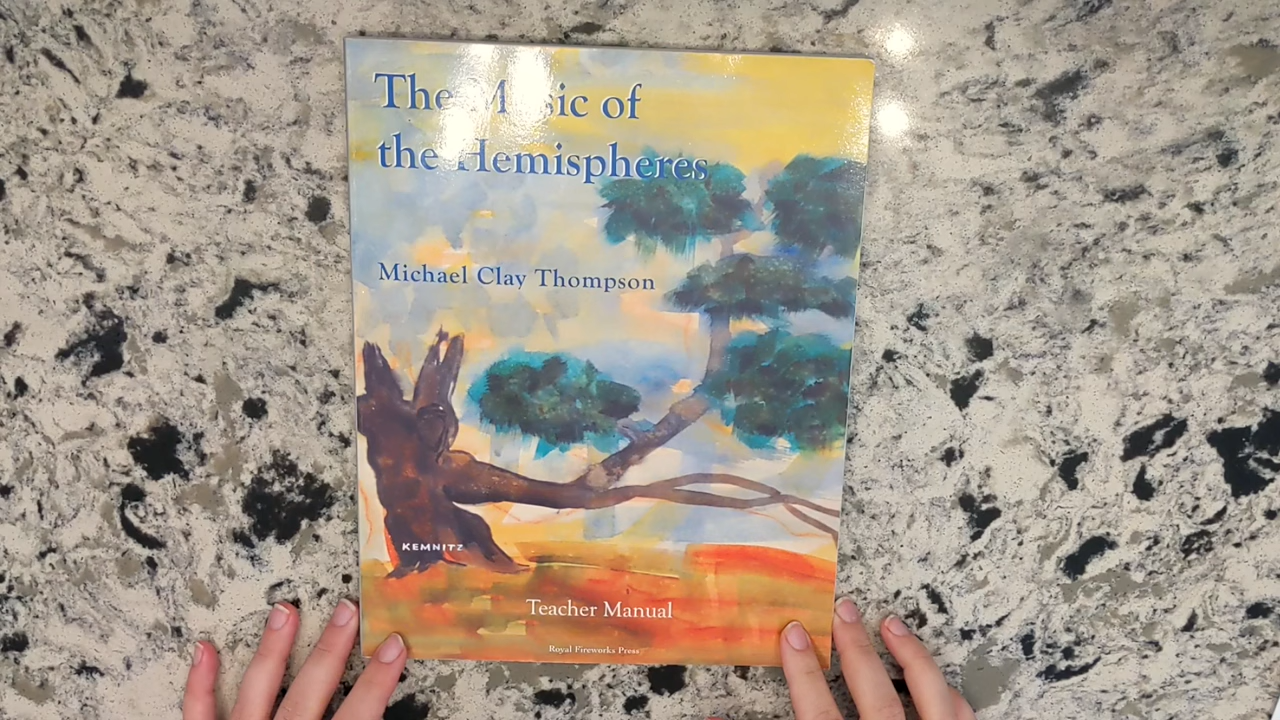 The Music of
the Hemispheres
Michael Clay Thompson
KEMNITZ
Teacher Manual
Royal Fireworks Press